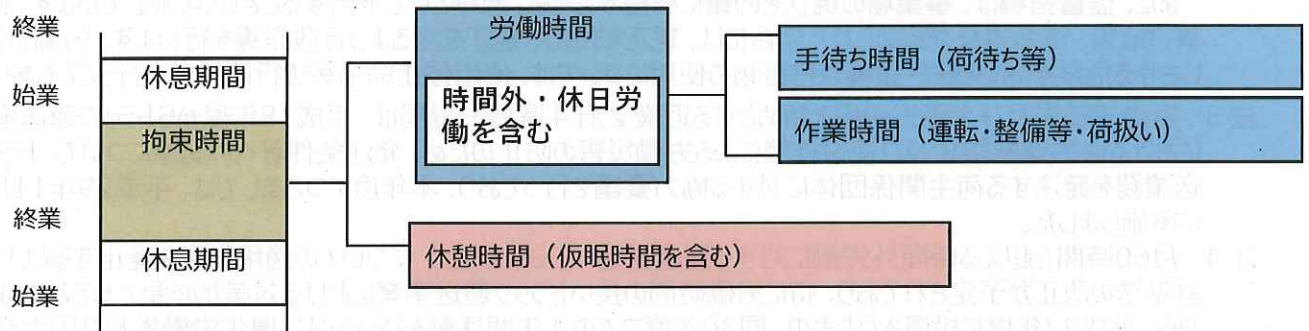 終業
休息期間
始業
拘束時間
終業
休息期間
始業
労働時間
時間外・休日労
働を含む
手待ち時間（荷待ち等）
作業時間（運転・整備等・荷扱い）
休憩時間（仮眠時間を含む）